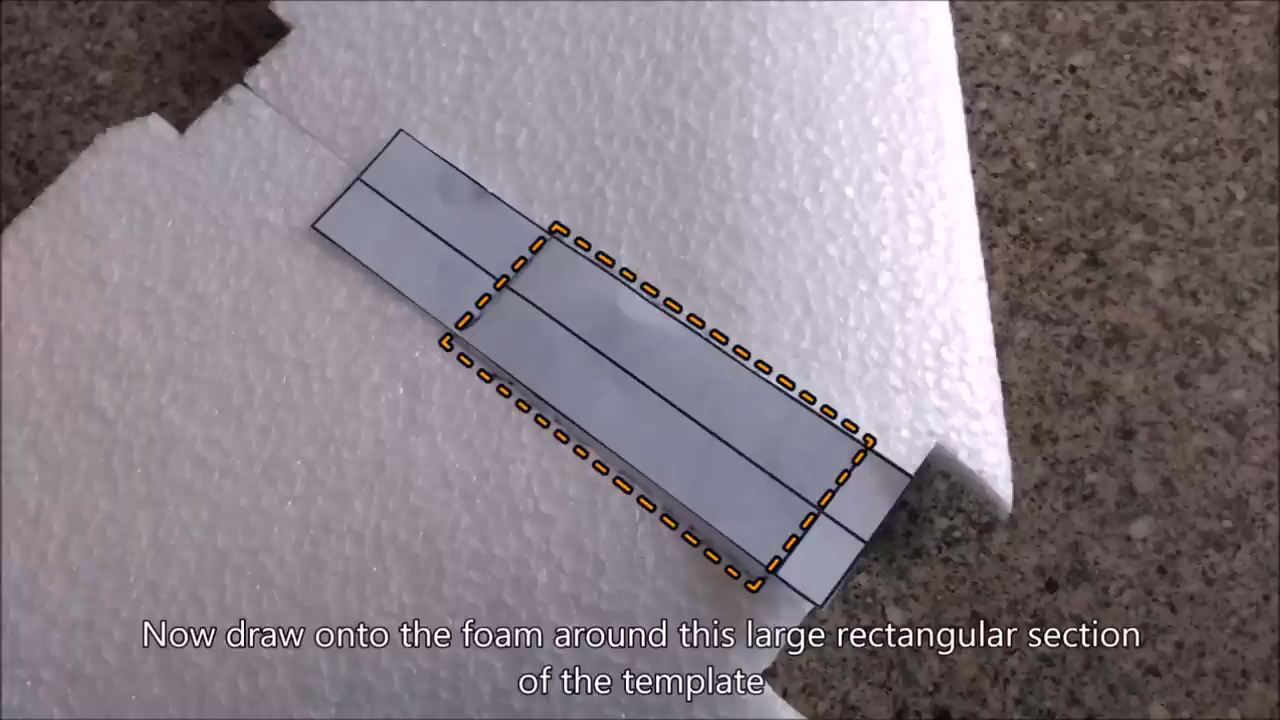 Now draw onto the foam around this large rectangular section
of the template